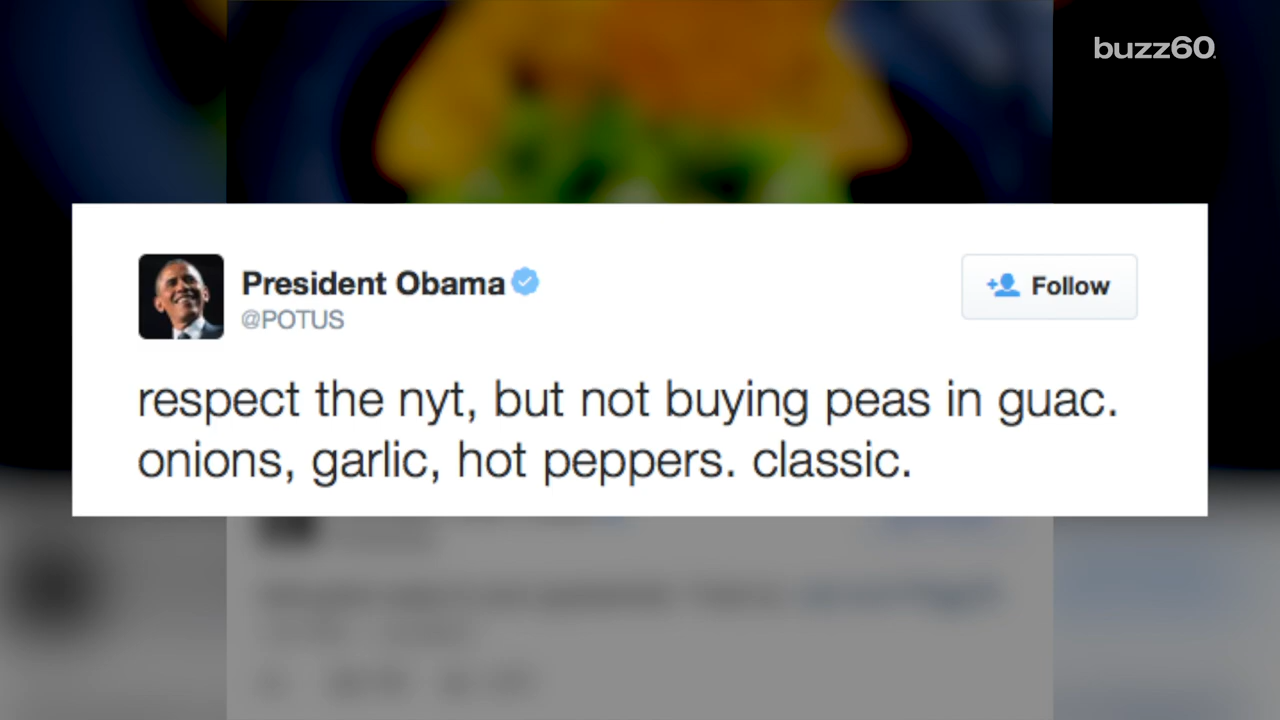 buzz60
President Obama
@POTUS
Follow
respect the nyt, but not buying peas in guac.
onions, garlic, hot peppers. classic.